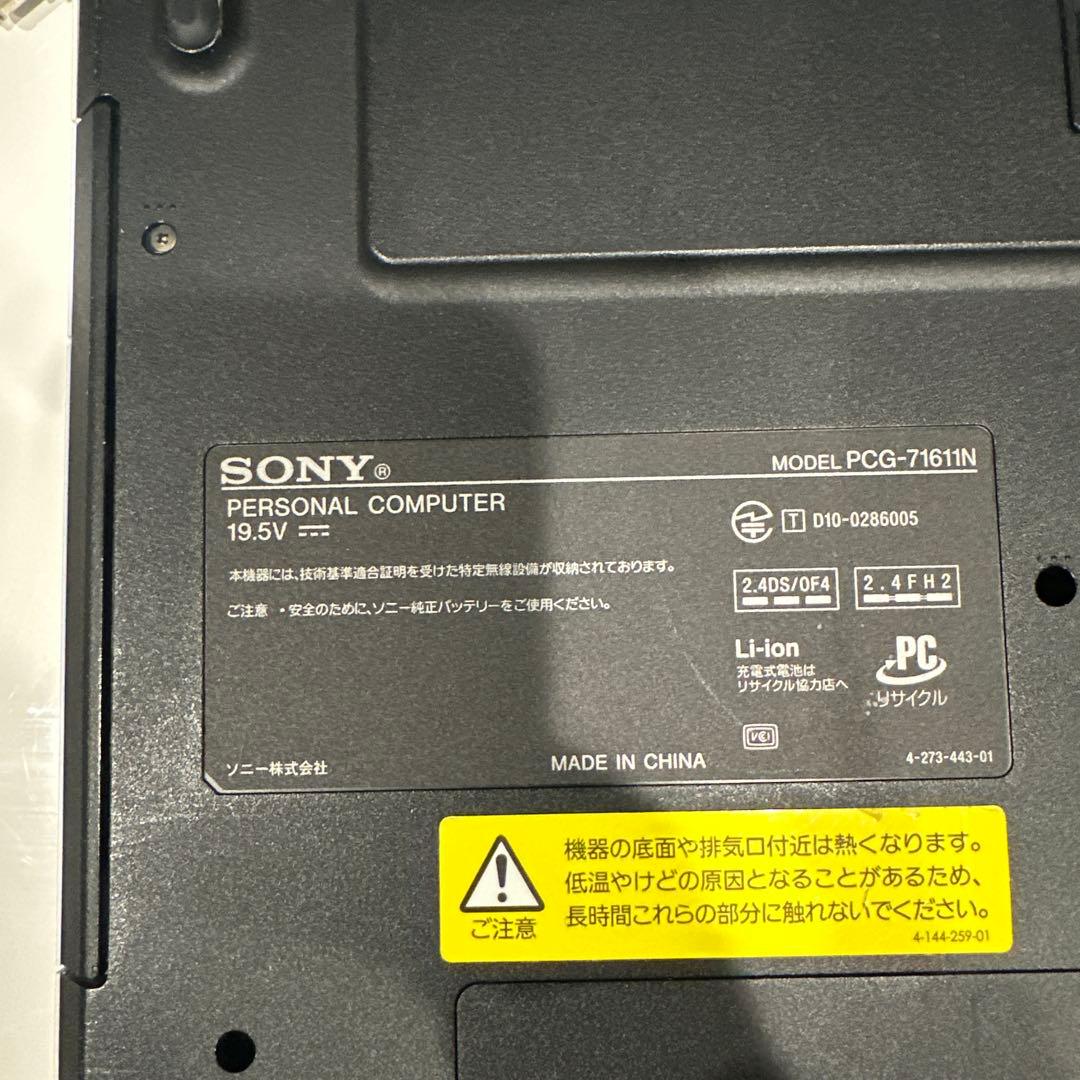 SONY®
MODEL PCG-71611N
PERSONAL COMPUTER
19.5V
T D10-0286005
本機器には、技術基準適合証明を受けた特定無線設備が収納されております。
ご注意 ・安全のために、ソニー純正バッテリーをご使用ください。
2.4DS/OF4
2.4FH2
Li-ion
充電式電池は
リサイクル協力店へ
PC
リサイクル
VCI
ソニー株式会社
MADE IN CHINA
4-273-443-01
機器の底面や排気口付近は熱くなります。
低温やけどの原因となることがあるため、
長時間これらの部分に触れないでください。
ご注意
4-144-259-01